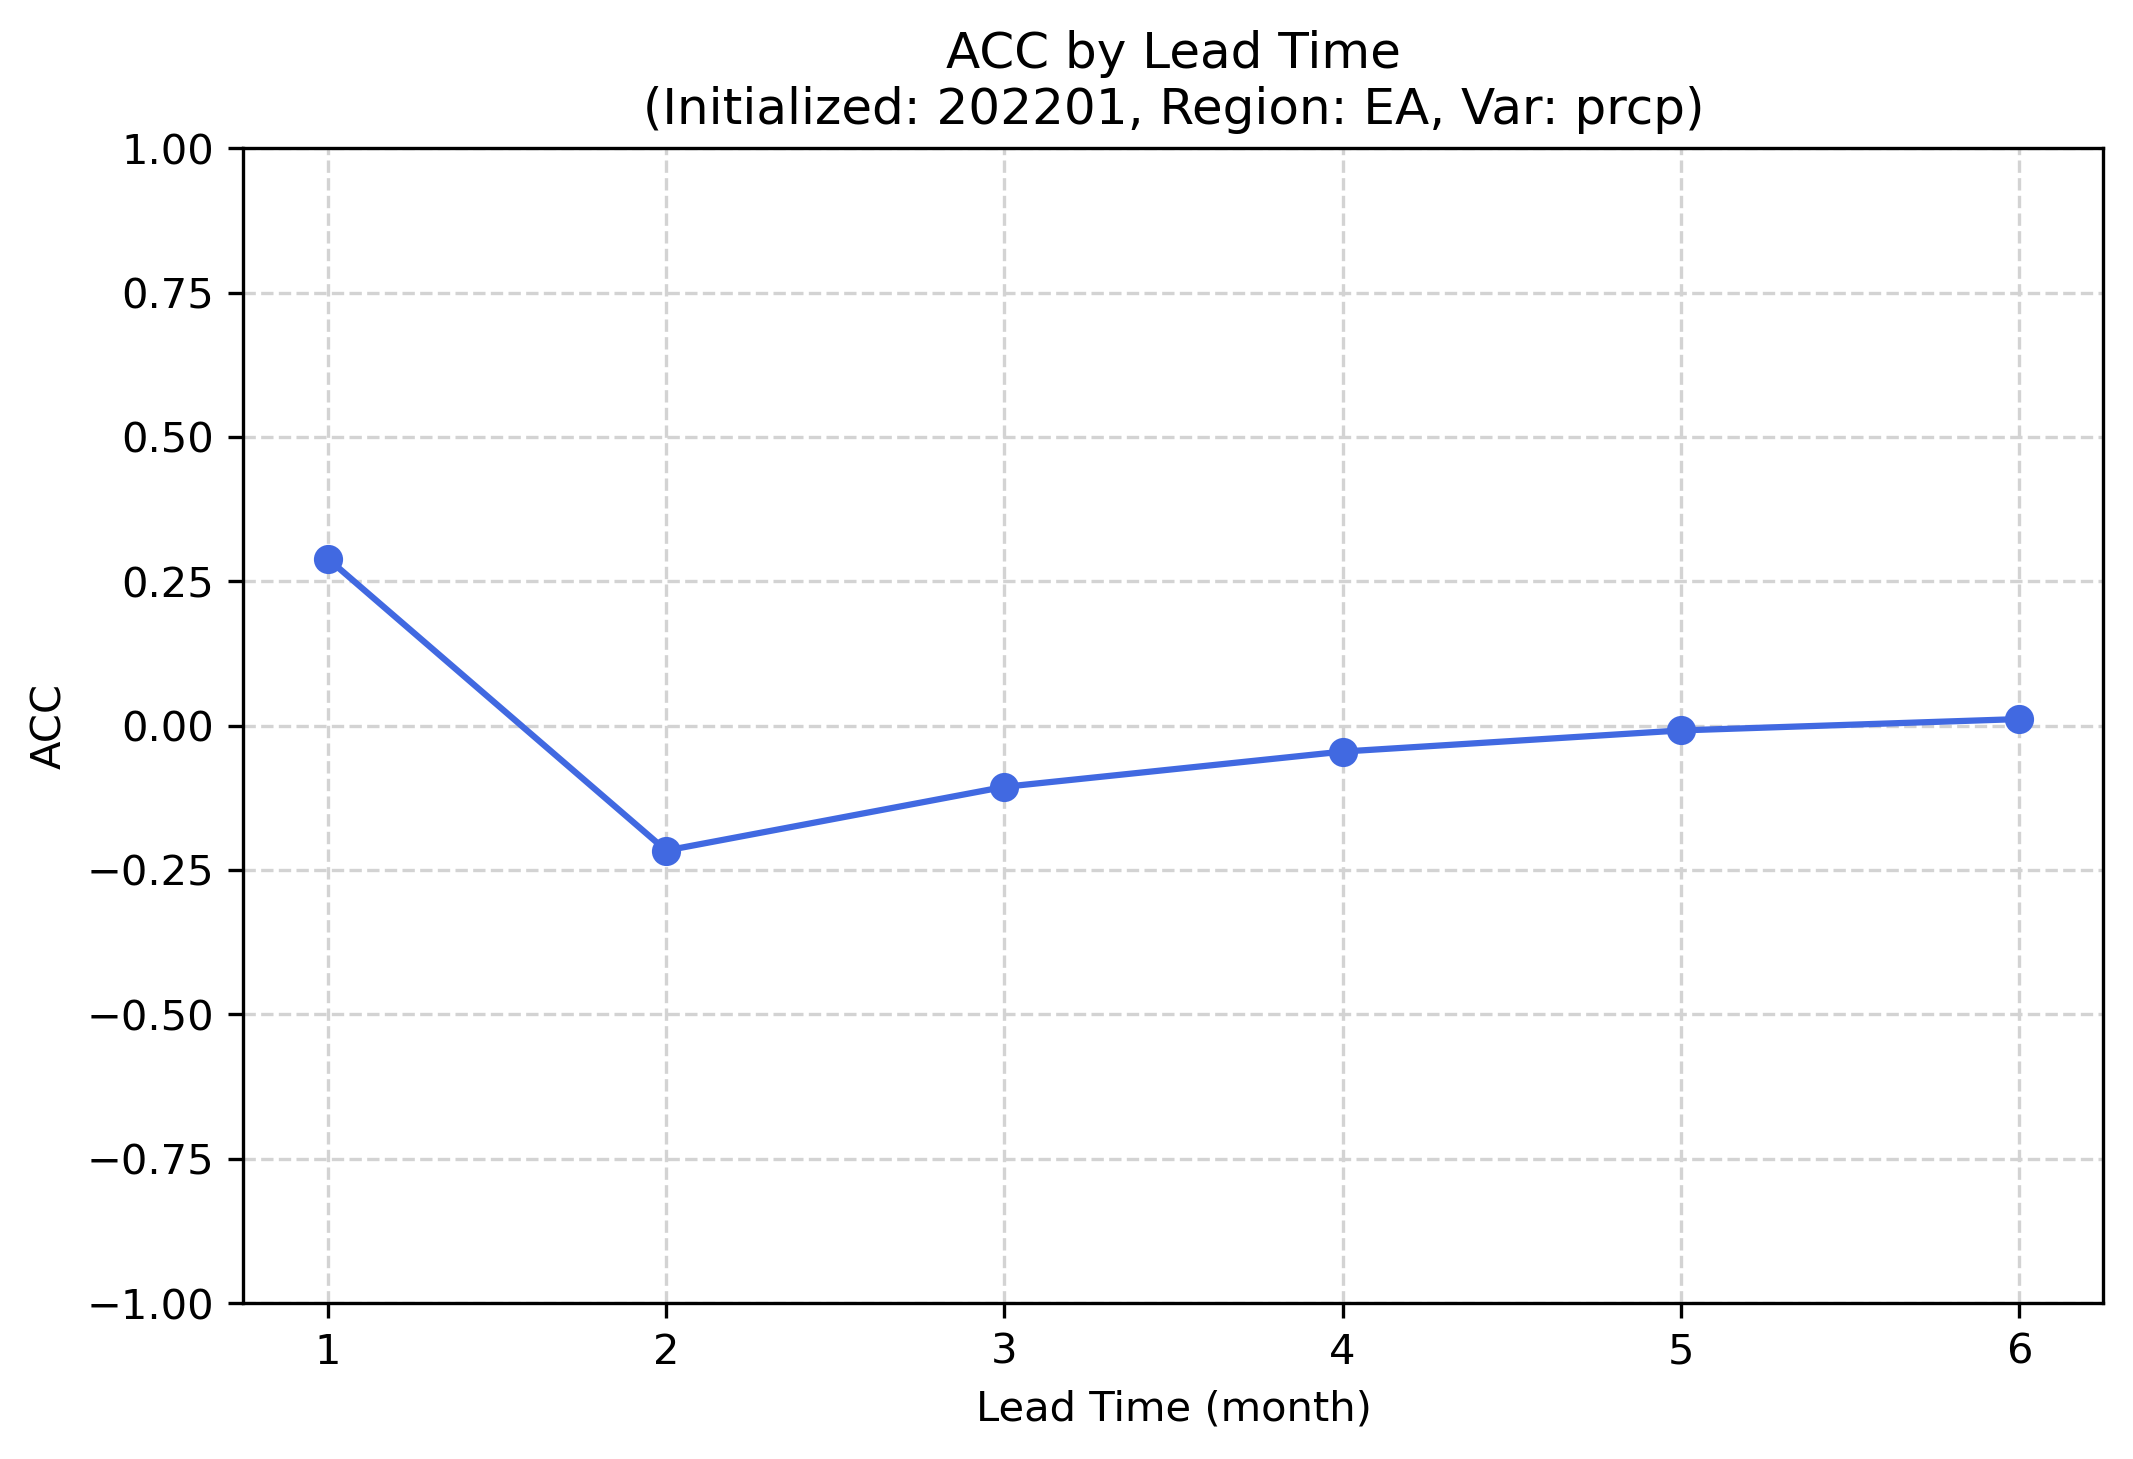 ACC by Lead Time
(Initialized: 202201, Region: EA, Var: prcp)
1.00
0.75
0.50
0.25
0.00
−0.25
−0.50
−0.75
−1.00
ACC
1 2 3 4 5 6
Lead Time (month)